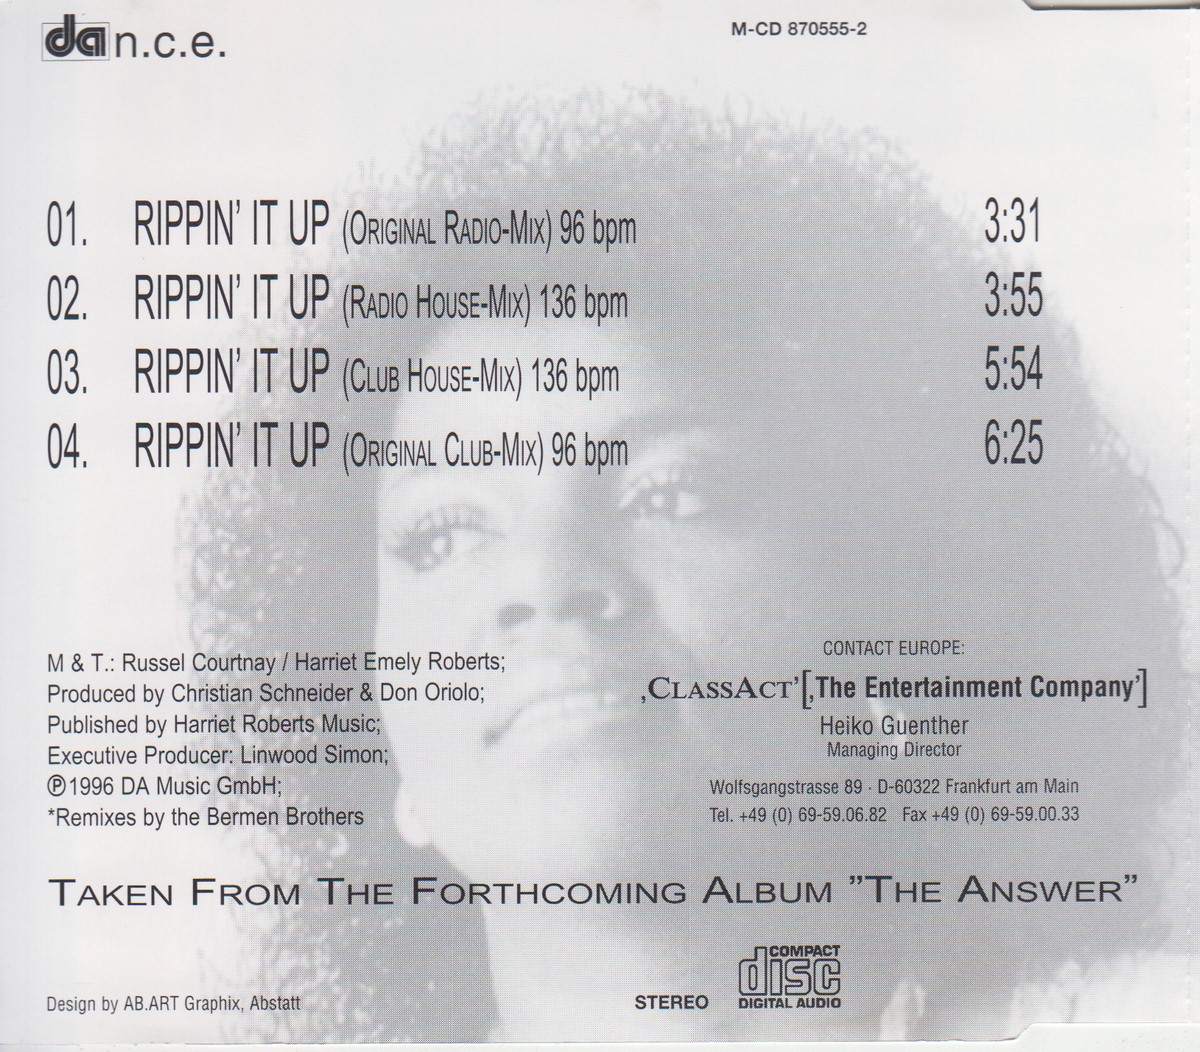 dan.c.e.
M-CD 870555-2
01. RIPPIN' IT UP (ORIGINAL RADIO-MIX) 96 bpm 3:31
02. RIPPIN' IT UP (RADIO HOUSE-MIX) 136 bpm 3:55
03. RIPPIN' IT UP (CLUB HOUSE-MIX) 136 bpm 5:54
04. RIPPIN' IT UP (ORIGINAL CLUB-MIX) 96 bpm 6:25
M & T.: Russel Courtnay / Harriet Emely Roberts;
Produced by Christian Schneider & Don Oriolo;
Published by Harriet Roberts Music;
Executive Producer: Linwood Simon;
℗1996 DA Music GmbH;
*Remixes by the Bermen Brothers
CONTACT EUROPE:
‚CLASSACT’[‚The Entertainment Company’]
Heiko Guenther
Managing Director
Wolfsgangstrasse 89 · D-60322 Frankfurt am Main
Tel. +49 (0) 69-59.06.82 Fax +49 (0) 69-59.00.33
TAKEN FROM THE FORTHCOMING ALBUM ”THE ANSWER”
Design by AB.ART Graphix, Abstatt
STEREO
COMPACT
disc
DIGITAL AUDIO